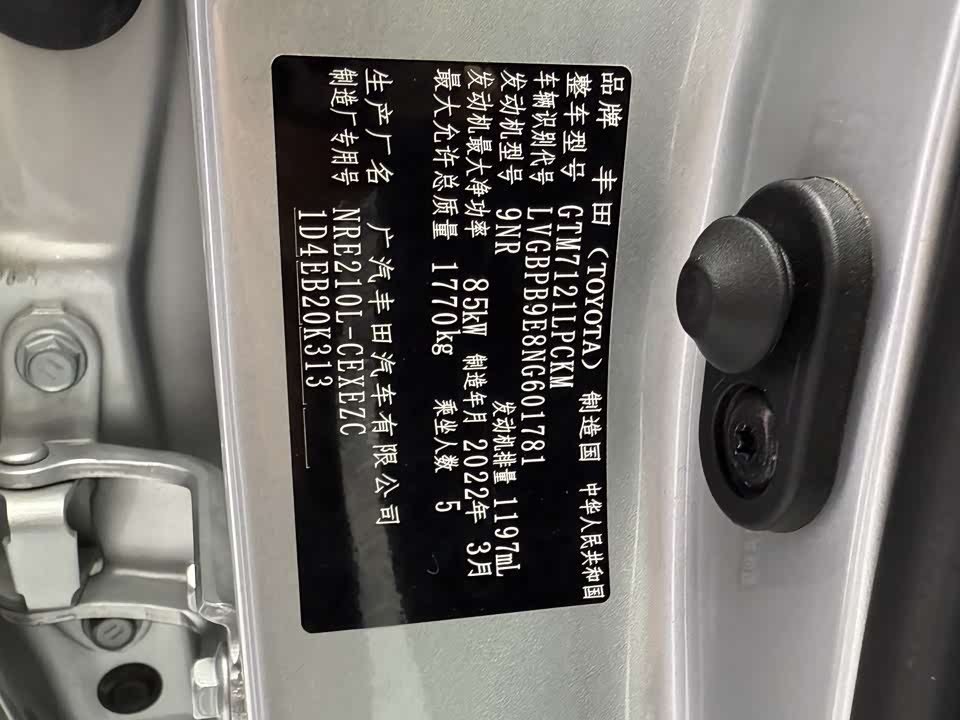 品牌 丰田（TOYOTA） 制造国 中华人民共和国
整车型号 GTM7121LPCKM
车辆识别代号 LVGBPB9E8NG601781
发动机型号 9NR 发动机排量 1197mL
发动机最大净功率 85kW 制造年月 2022年 3月
最大允许总质量 1770kg 乘坐人数 5
生产厂名 广汽丰田汽车有限公司
制造厂专用号 NRE210L-CEXEZC
1D4EB20K313